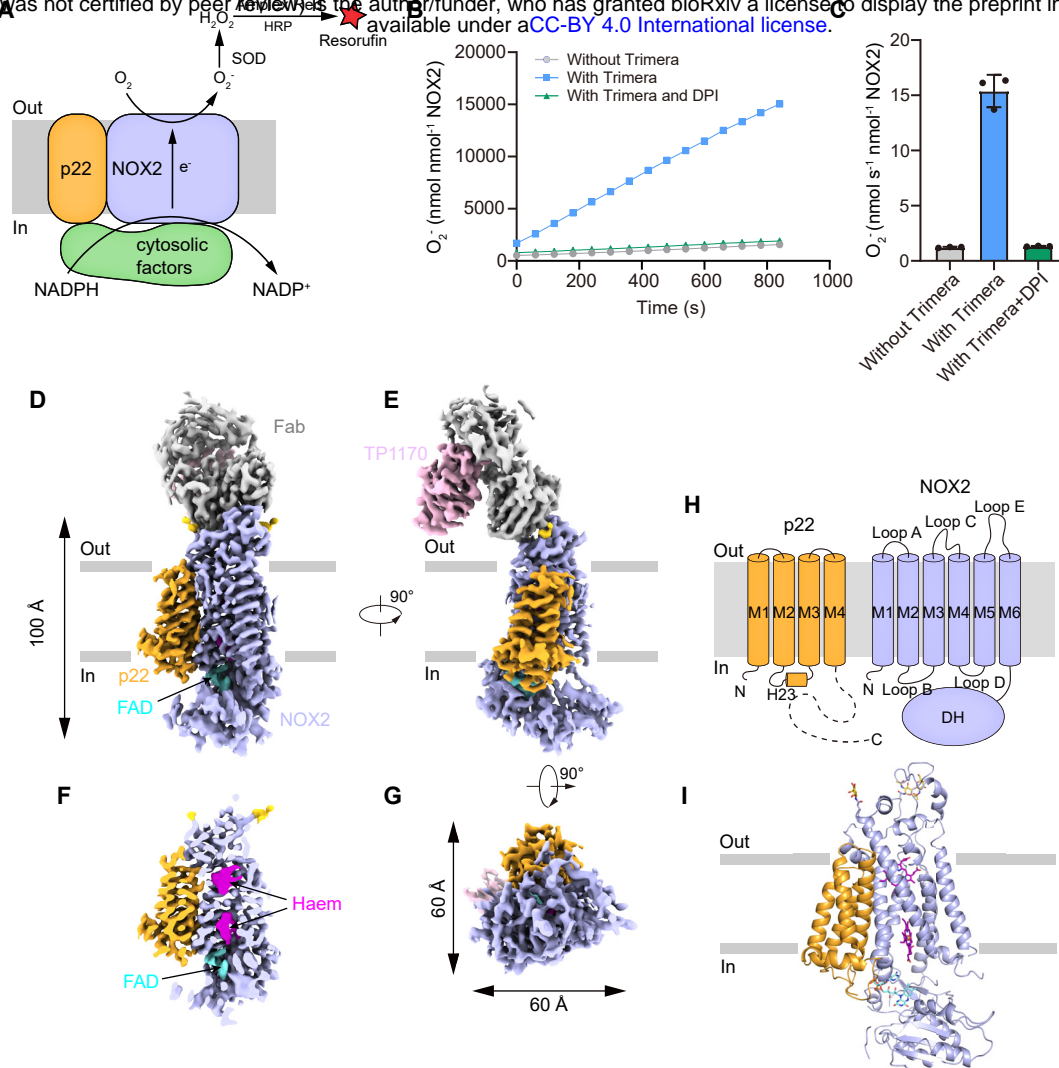 was not certified by peer review) is the author/funder, who has granted bioRxiv a license to display the preprint in
available under aCC-BY 4.0 International license.
A
H2O2
Amplex Red
HRP
Resorufin
SOD
O2
O2-
Out
p22
NOX2
e-
In
cytosolic
factors
NADPH
NADP+
B
Without Trimera
With Trimera
With Trimera and DPI
O2- (nmol nmol-1 NOX2)
20000
15000
10000
5000
0
0 200 400 600 800 1000
Time (s)
C
O2- (nmol s-1 nmol-1 NOX2)
20
15
10
5
0
Without Trimera
With Trimera
With Trimera+DPI
D
Fab
Out
100 Å
In
p22
FAD
NOX2
90°
E
TP1170
Out
In
90°
F
Haem
FAD
G
60 Å
60 Å
H
NOX2
p22
Loop A
Loop C
Loop E
Out
M1 M2 M3 M4
M1 M2 M3 M4 M5 M6
In
N
H23
N
Loop B
Loop D
DH
C
I
Out
In